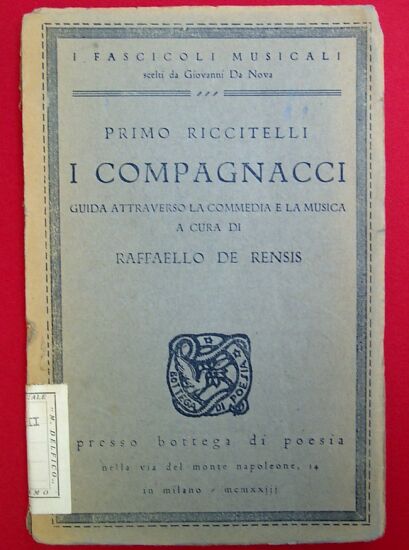 I FASCICOLI MUSICALI
scelti da Giovanni Da Nova
PRIMO RICCITELLI
I COMPAGNACCI
GUIDA ATTRAVERSO LA COMMEDIA E LA MUSICA
A CURA DI
RAFFAELLO DE RENSIS
BOTTEGA DI POESIA
presso bottega di poesia
nella via del monte napoleone, 14
in milano - mcmxxiii
"M. DELFICO"